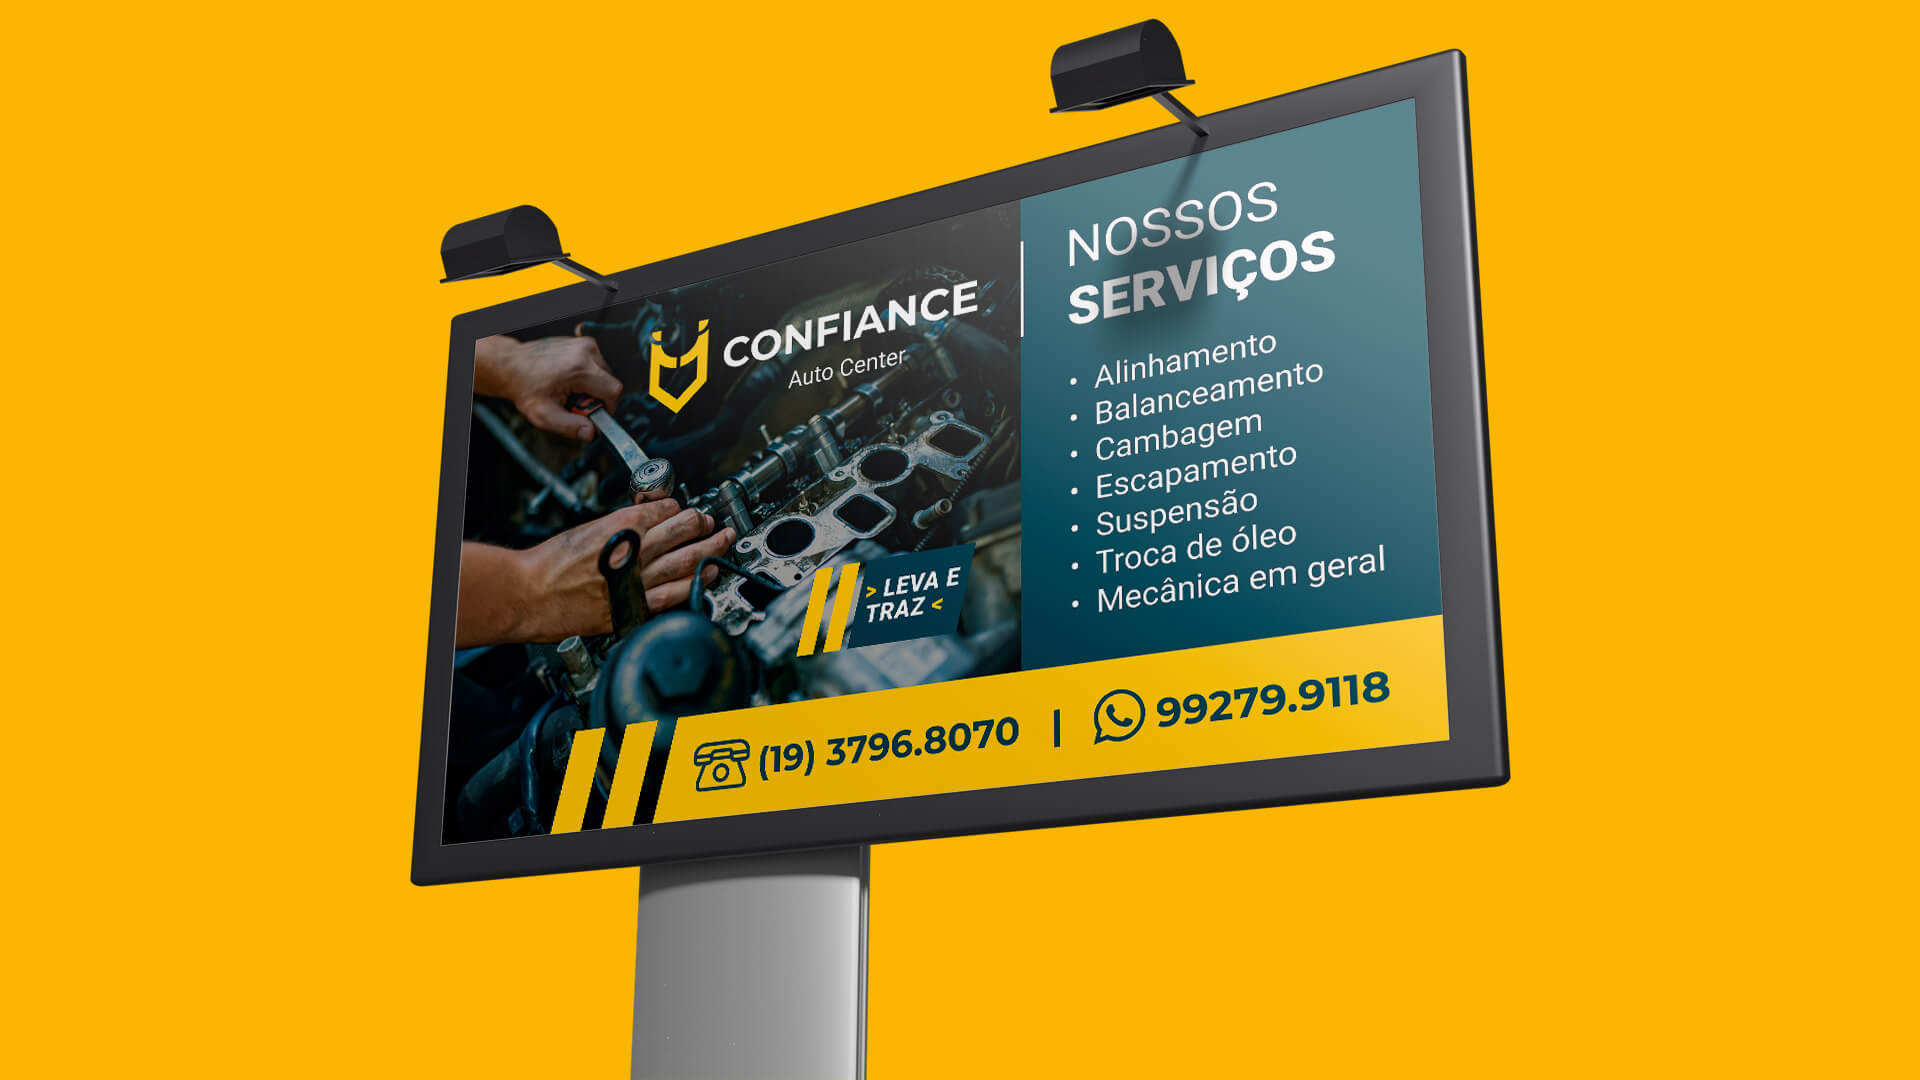 CONFIANCE
Auto Center
> LEVA E
TRAZ <
NOSSOS
SERVIÇOS
• Alinhamento
• Balanceamento
• Cambagem
• Escapamento
• Suspensão
• Troca de óleo
• Mecânica em geral
(19) 3796.8070 | 99279.9118